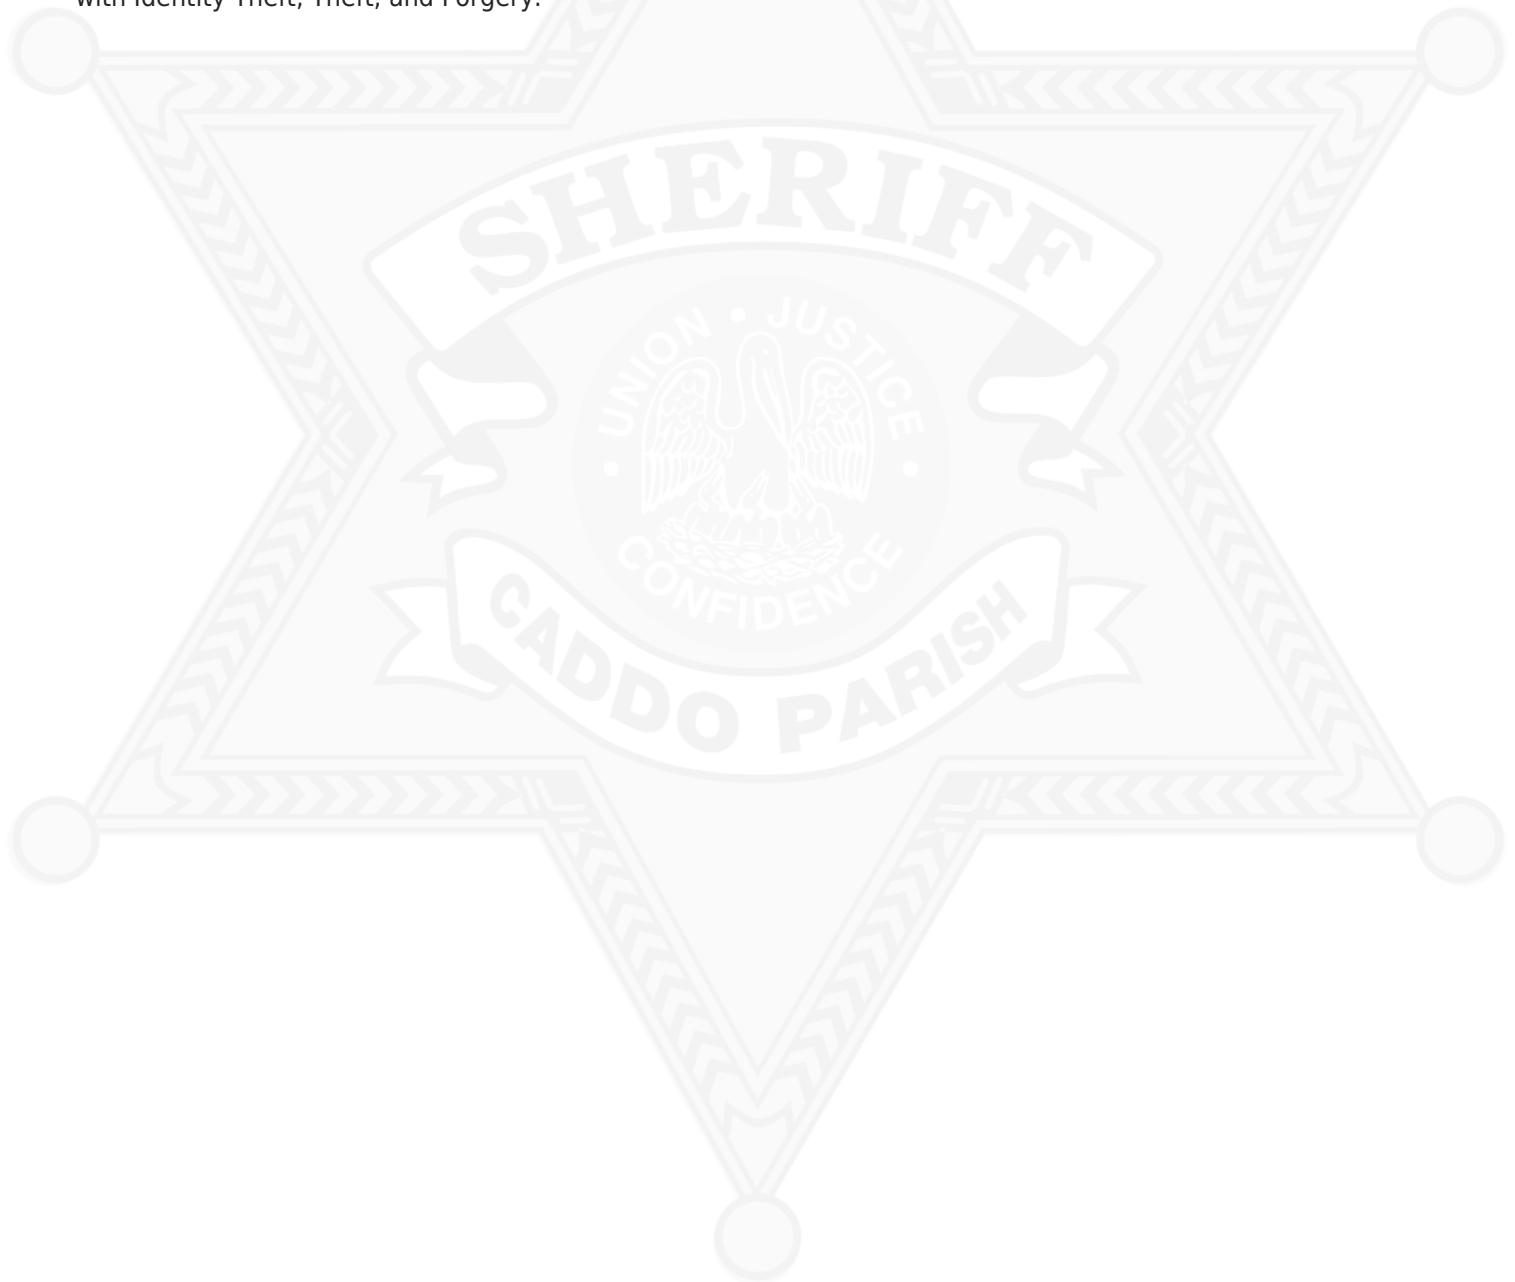 with Identity Theft, Theft, and Forgery.
SHERIFF
UNION • JUSTICE
CONFIDENCE
CADDO PARISH